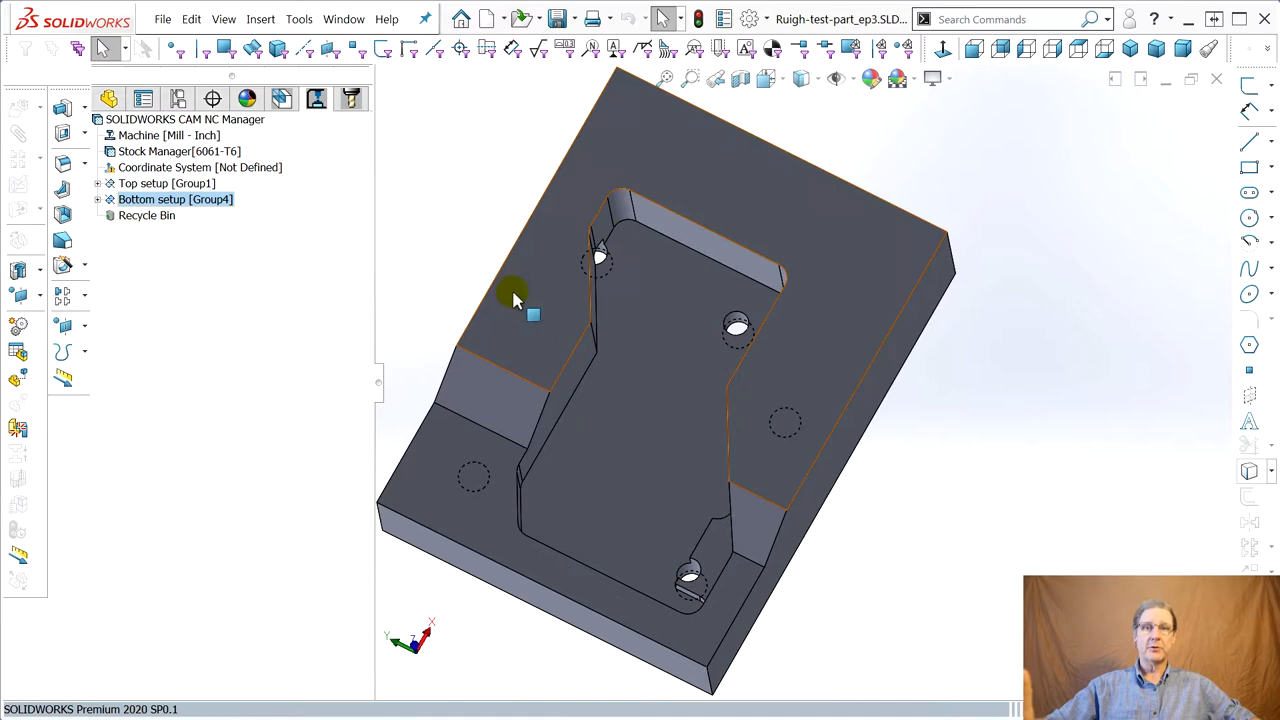 SOLIDWORKS
File
Edit
View
Insert
Tools
Window
Help
Ruigh-test-part_ep3.SLD...
Search Commands
SOLIDWORKS CAM NC Manager
Machine [Mill - Inch]
Stock Manager[6061-T6]
Coordinate System [Not Defined]
Top setup [Group1]
Bottom setup [Group4]
Recycle Bin
Y
Z
X
SOLIDWORKS Premium 2020 SP0.1